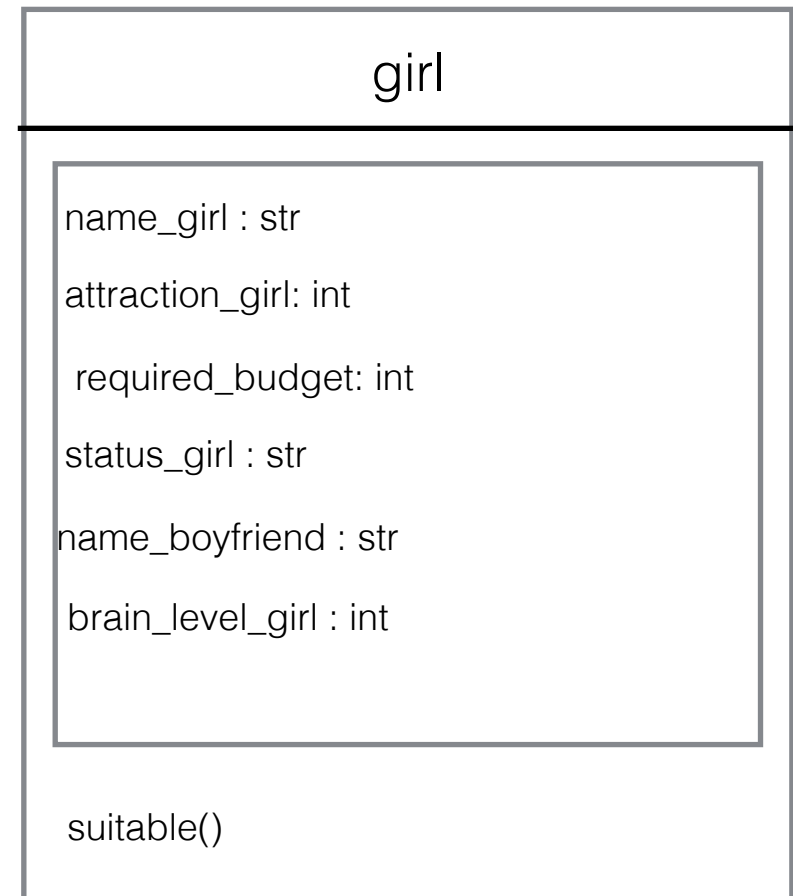 girl
name_girl : str
attraction_girl: int
required_budget: int
status_girl : str
name_boyfriend : str
brain_level_girl : int
suitable()